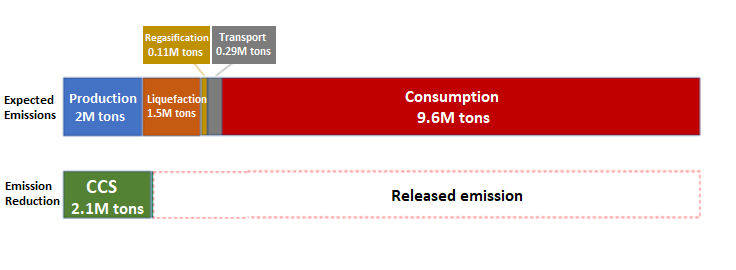 Regasification
0.11M tons
Transport
0.29M tons
Expected
Emissions
Production
2M tons
Liquefaction
1.5M tons
Consumption
9.6M tons
Emission
Reduction
CCS
2.1M tons
Released emission